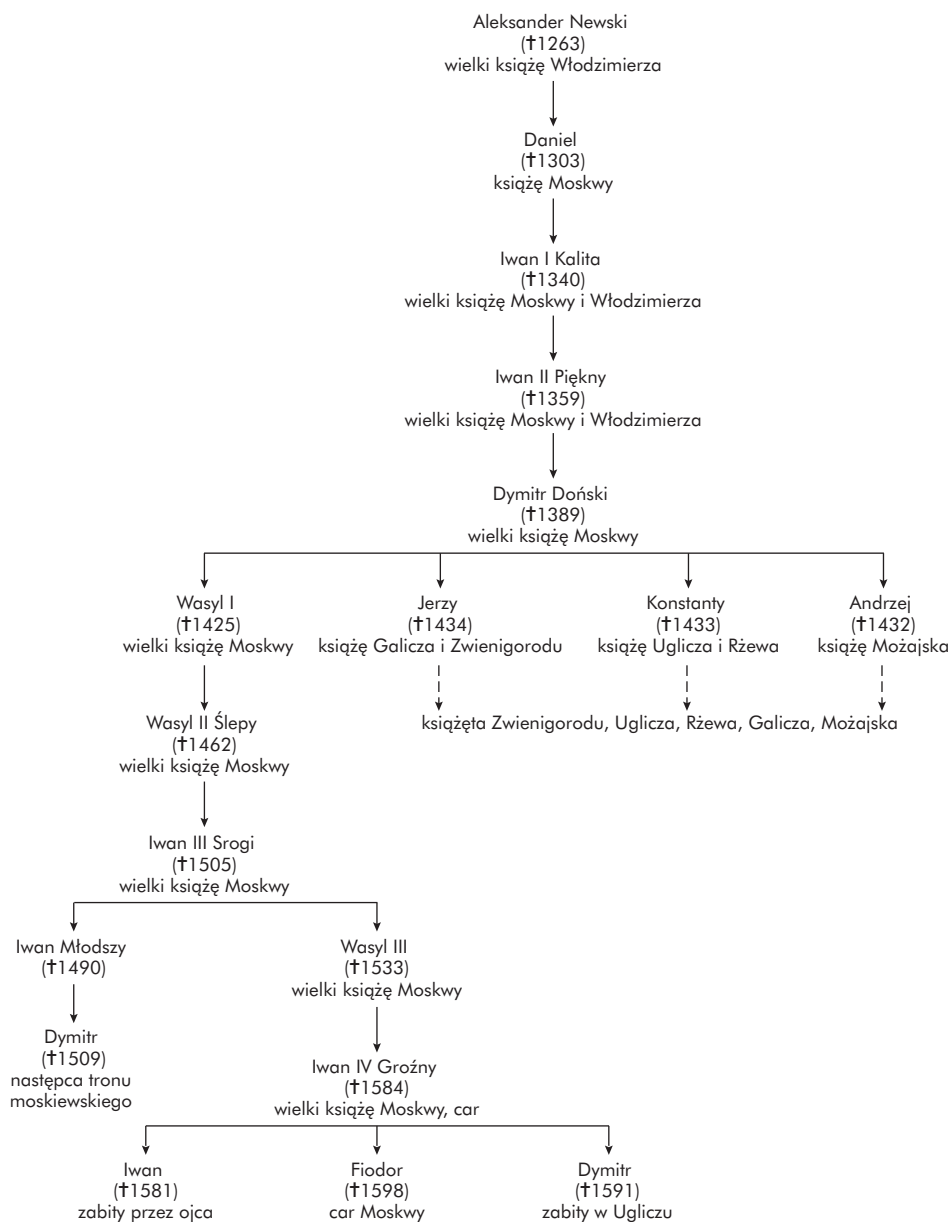 Aleksander Newski
(✝1263)
wielki książę Włodzimierza
Daniel
(✝1303)
książę Moskwy
Iwan I Kalita
(✝1340)
wielki książę Moskwy i Włodzimierza
Iwan II Piękny
(✝1359)
wielki książę Moskwy i Włodzimierza
Dymitr Doński
(✝1389)
wielki książę Moskwy
Wasyl I
(✝1425)
wielki książę Moskwy
Jerzy
(✝1434)
książę Galicza i Zwienigorodu
Konstanty
(✝1433)
książę Uglicza i Rżewa
Andrzej
(✝1432)
książę Możajska
Wasyl II Ślepy
(✝1462)
wielki książę Moskwy
książęta Zwienigorodu, Uglicza, Rżewa, Galicza, Możajska
Iwan III Srogi
(✝1505)
wielki książę Moskwy
Iwan Młodszy
(✝1490)
Wasyl III
(✝1533)
wielki książę Moskwy
Dymitr
(✝1509)
następca tronu
moskiewskiego
Iwan IV Groźny
(✝1584)
wielki książę Moskwy, car
Iwan
(✝1581)
zabity przez ojca
Fiodor
(✝1598)
car Moskwy
Dymitr
(✝1591)
zabity w Ugliczu